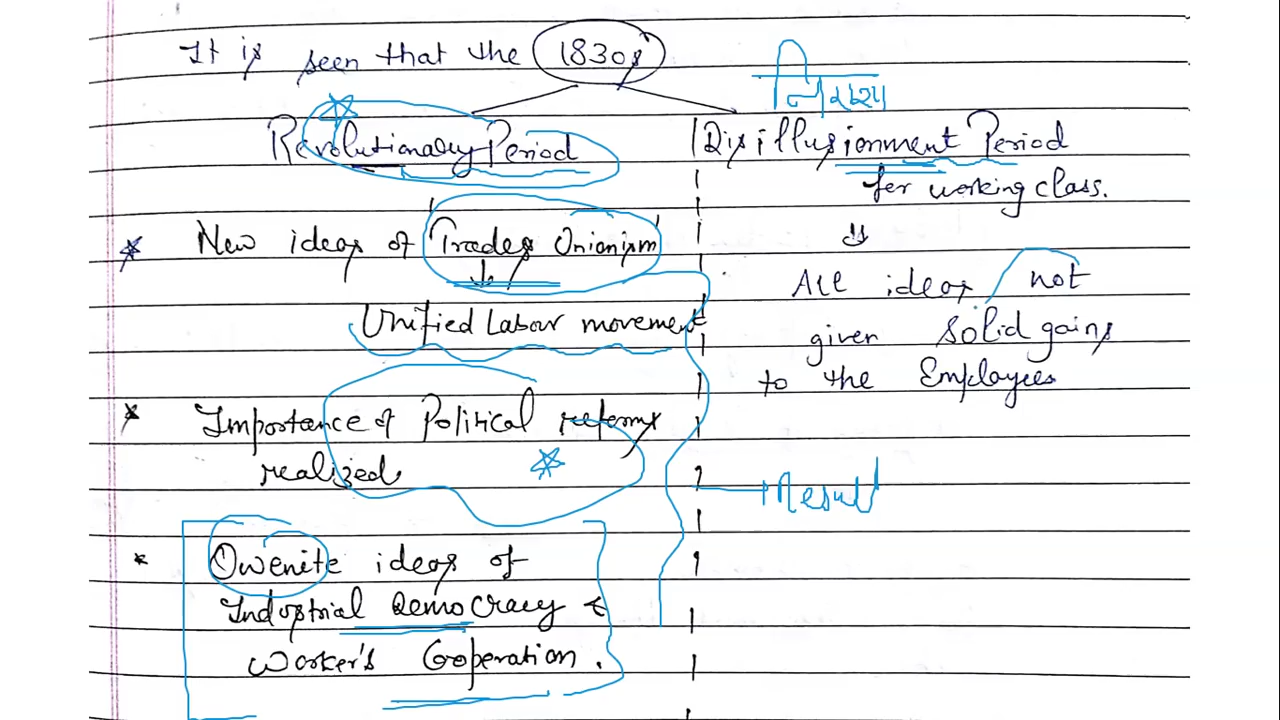 It is seen that the 1830s
Revolutionary Period
New ideas of Trades Unionism
Unified Labour movement
Importance of Political reforms
realized
Owenite ideas of
Industrial Democracy &
Worker's Cooperation.
Disillusionment Period
for working class.
All ideas not
given solid gains
to the Employees
Result